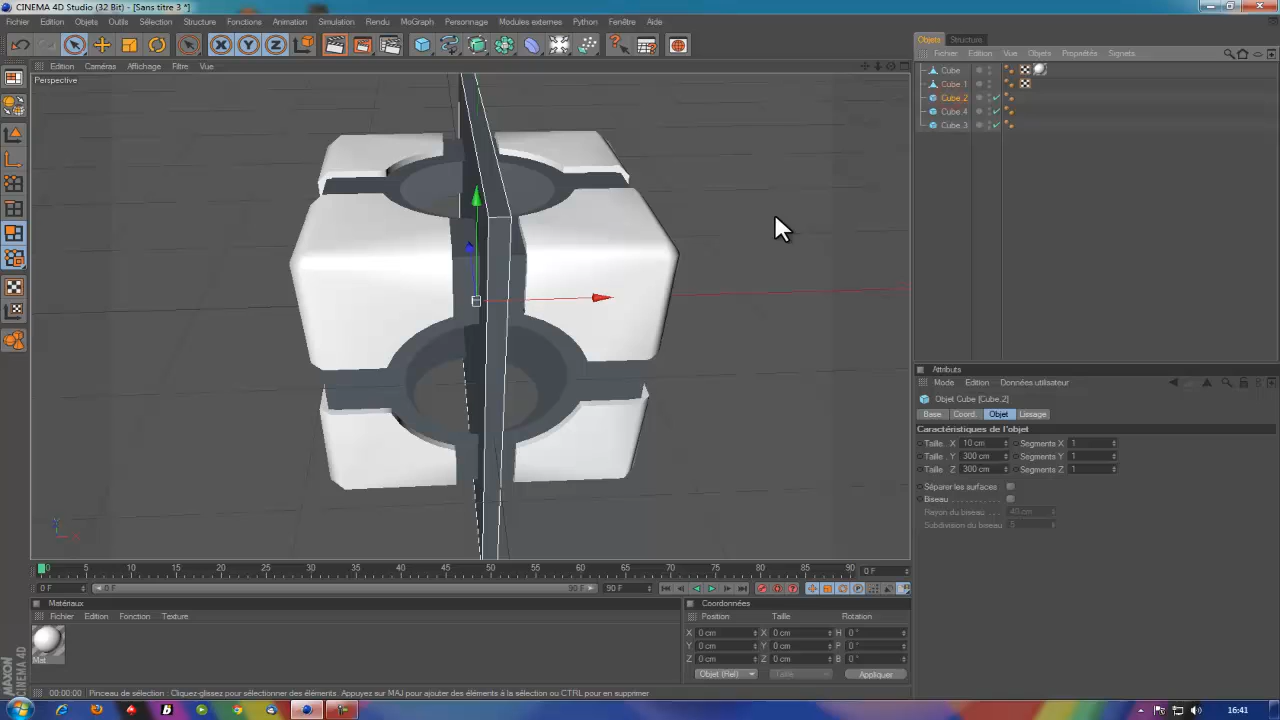 CINEMA 4D Studio (32 Bit) - [Sans titre 3 *]
Fichier Edition Objets Outils Sélection Structure Fonctions Animation Rendu MoGraph Personnage Simulation Modules externes Python Fenêtre Aide
Objets Structure
Fichier Edition Vue Objets Propriétés Signets
Edition Caméras Affichage Filtre Vue
Perspective
Cube
Cube.1
Cube.2
Cube.4
Cube.3
Attributs
Mode Edition Données utilisateur
Objet Cube [Cube.2]
Base Coord. Objet Lissage
Caractéristiques de l'objet
Taille . X 10 cm Segments X 1
Taille . Y 300 cm Segments Y 1
Taille . Z 300 cm Segments Z 1
Séparer les surfaces
Biseau
Rayon du biseau 40 cm
Subdivision du biseau 5
0 5 10 15 20 25 30 35 40 45 50 55 60 65 70 75 80 85 90 0 F
0 F 0 F 90 F 90 F
Matériaux
Fichier Edition Fonction Texture
Mat
Coordonnées
Position Taille Rotation
X 0 cm X 0 cm H 0 °
Y 0 cm Y 0 cm P 0 °
Z 0 cm Z 0 cm B 0 °
Objet (Rel) Taille Appliquer
MAXON CINEMA 4D
00:00:00 Pinceau de sélection : Cliquez-glissez pour sélectionner des éléments. Appuyez sur MAJ pour ajouter des éléments à la sélection ou CTRL pour en supprimer
16:41